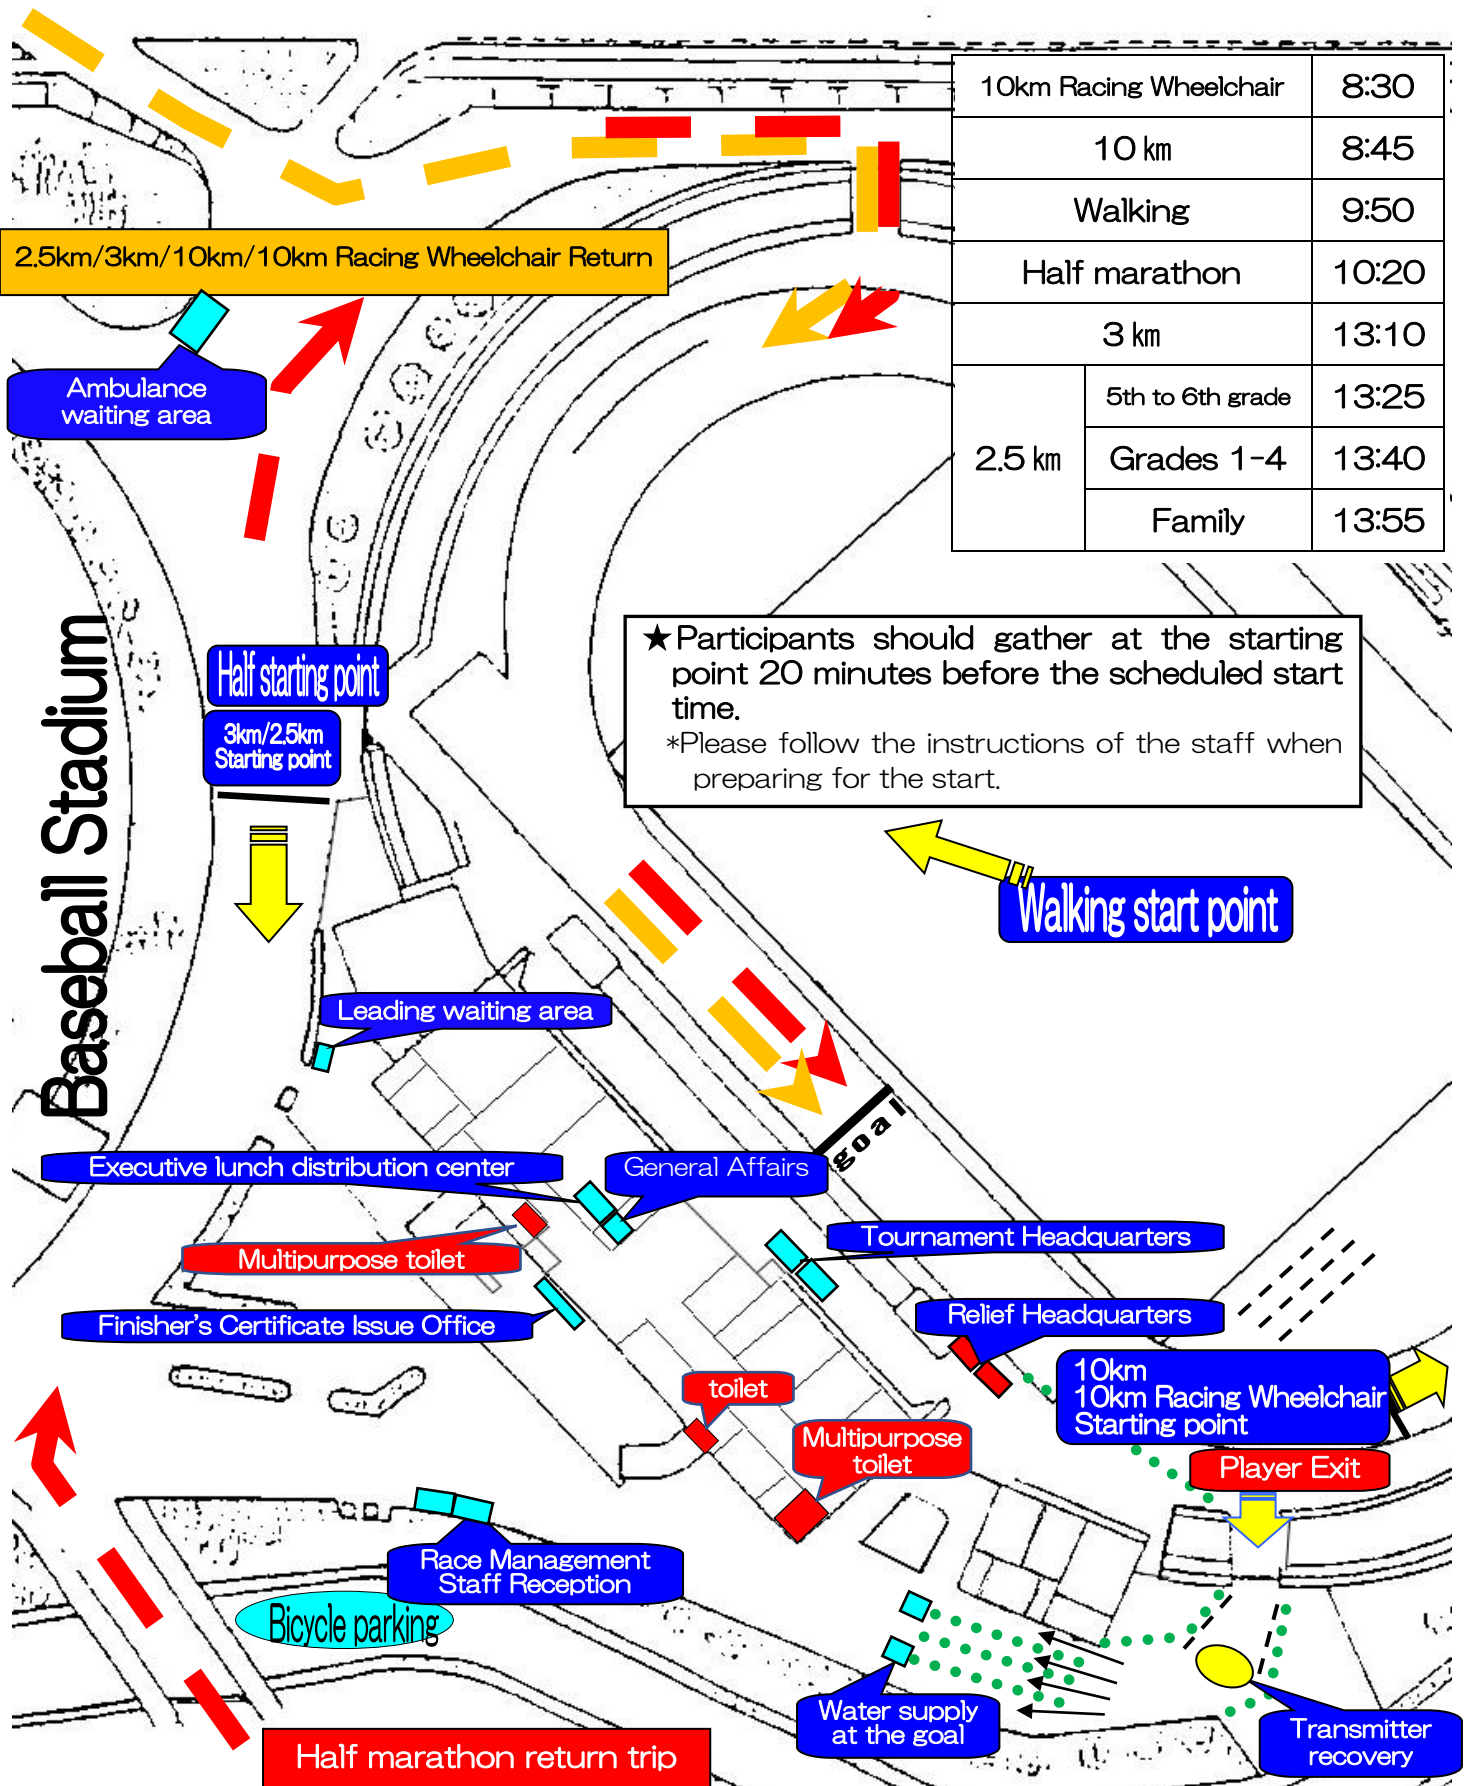 10km Racing Wheelchair 8:30
10 km 8:45
Walking 9:50
Half marathon 10:20
3 km 13:10
2.5 km
5th to 6th grade 13:25
Grades 1-4 13:40
Family 13:55
2.5km/3km/10km/10km Racing Wheelchair Return
Ambulance
waiting area
★Participants should gather at the starting
point 20 minutes before the scheduled start
time.
*Please follow the instructions of the staff when
preparing for the start.
Baseball Stadium
Half starting point
3km/2.5km
Starting point
Walking start point
Leading waiting area
goal
Executive lunch distribution center
General Affairs
Multipurpose toilet
Tournament Headquarters
Finisher's Certificate Issue Office
Relief Headquarters
toilet
10km
10km Racing Wheelchair
Starting point
Multipurpose
toilet
Player Exit
Race Management
Staff Reception
Bicycle parking
Water supply
at the goal
Transmitter
recovery
Half marathon return trip